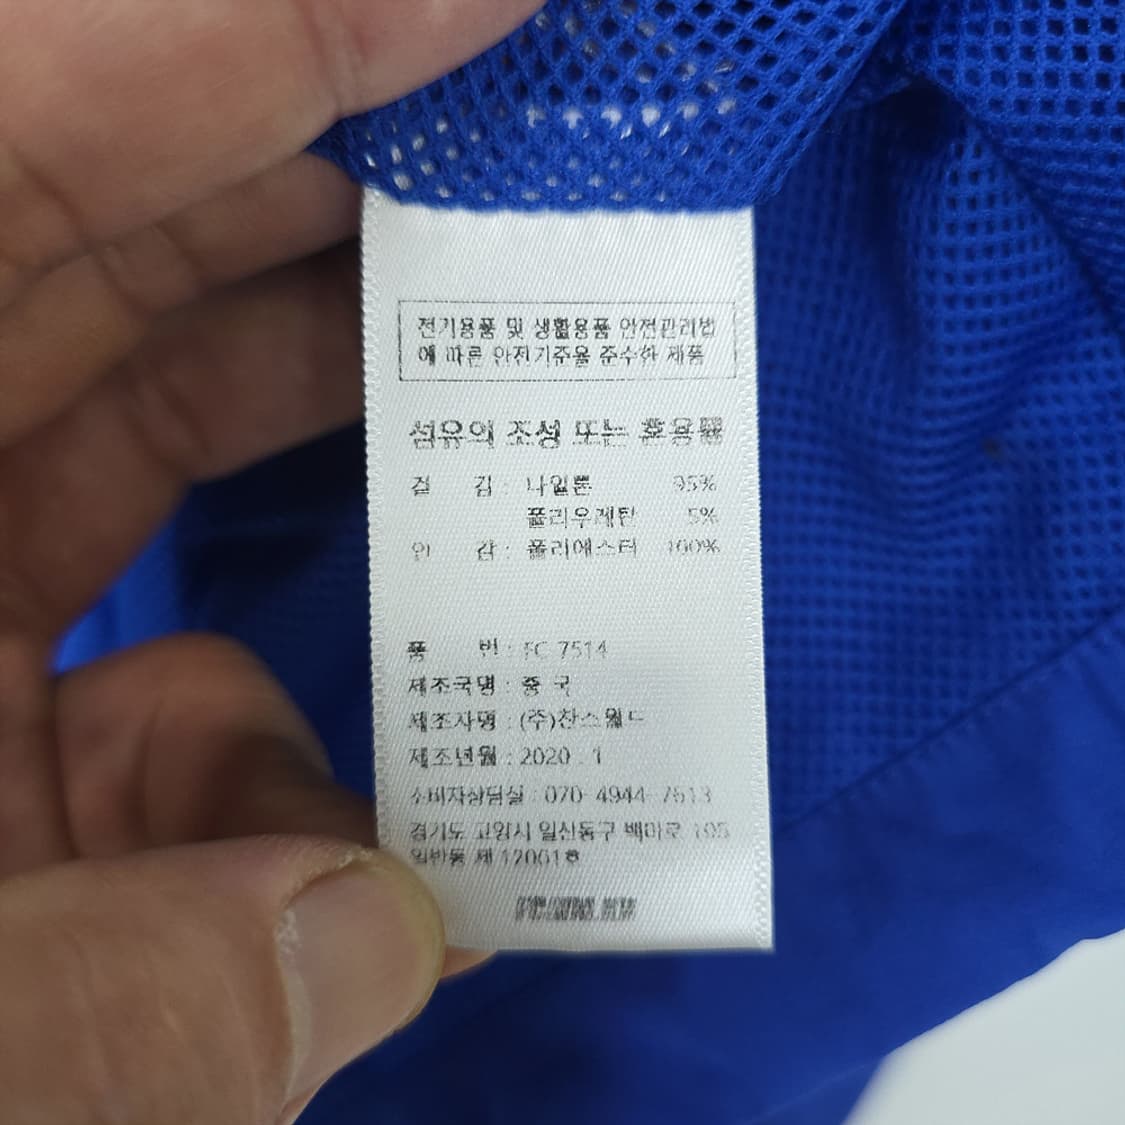 전기용품 및 생활용품 안전관리법
에 따른 안전기준을 준수한 제품
섬유의 조성 또는 혼용률
겉 감 : 나일론 95%
폴리우레탄 5%
안 감 : 폴리에스터 100%
품 번 : FC 7514
제조국명 : 중 국
제조자명 : (주)찬스월드
제조년월 : 2020 . 1
소비자상담실 : 070-4944-7613
경기도 고양시 일산동구 백마로 195
일반동 제12001호